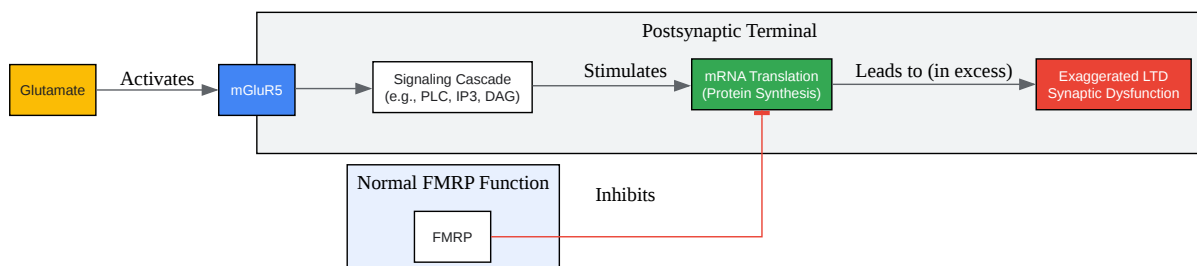 Postsynaptic Terminal
Glutamate
Activates
mGluR5
Signaling Cascade
(e.g., PLC, IP3, DAG)
Stimulates
mRNA Translation
(Protein Synthesis)
Leads to (in excess)
Exaggerated LTD
Synaptic Dysfunction
Normal FMRP Function
Inhibits
FMRP